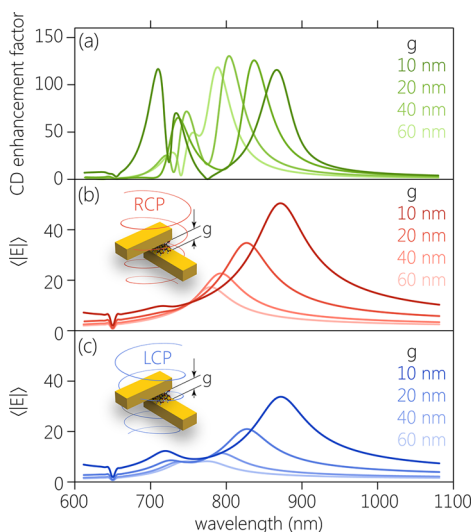 (a)
CD enhancement factor
150
100
50
0
g
10 nm
20 nm
40 nm
60 nm
(b)
⟨|E|⟩
40
20
0
RCP
g
g
10 nm
20 nm
40 nm
60 nm
(c)
⟨|E|⟩
40
20
0
LCP
g
g
10 nm
20 nm
40 nm
60 nm
600 700 800 900 1000 1100
wavelength (nm)